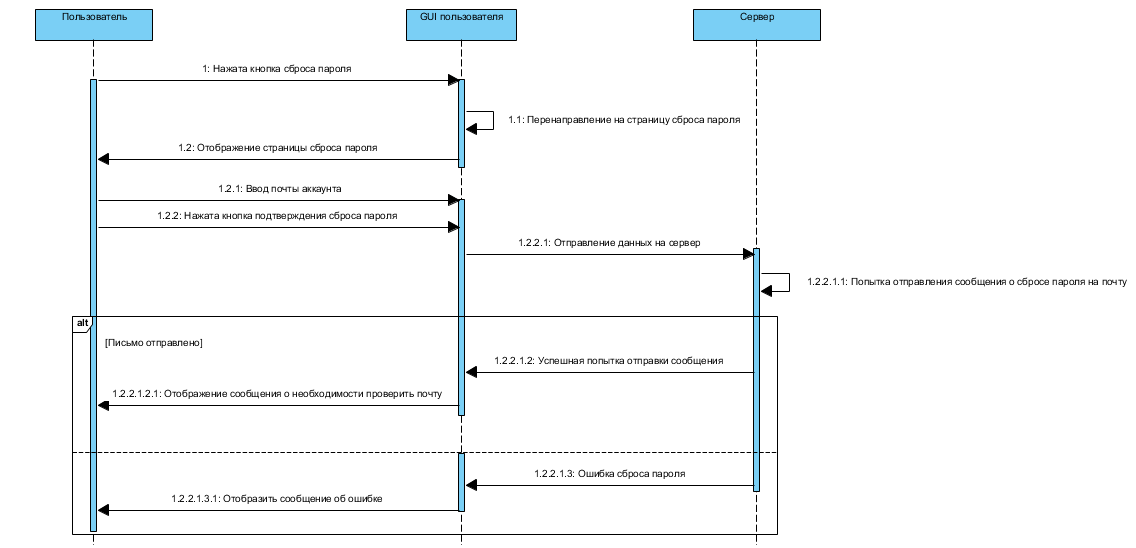 Пользователь
GUI пользователя
Сервер
1: Нажата кнопка сброса пароля
1.1: Перенаправление на страницу сброса пароля
1.2: Отображение страницы сброса пароля
1.2.1: Ввод почты аккаунта
1.2.2: Нажата кнопка подтверждения сброса пароля
1.2.2.1: Отправление данных на сервер
1.2.2.1.1: Попытка отправления сообщения о сбросе пароля на почту
alt
[Письмо отправлено]
1.2.2.1.2: Успешная попытка отправки сообщения
1.2.2.1.2.1: Отображение сообщения о необходимости проверить почту
1.2.2.1.3: Ошибка сброса пароля
1.2.2.1.3.1: Отобразить сообщение об ошибке